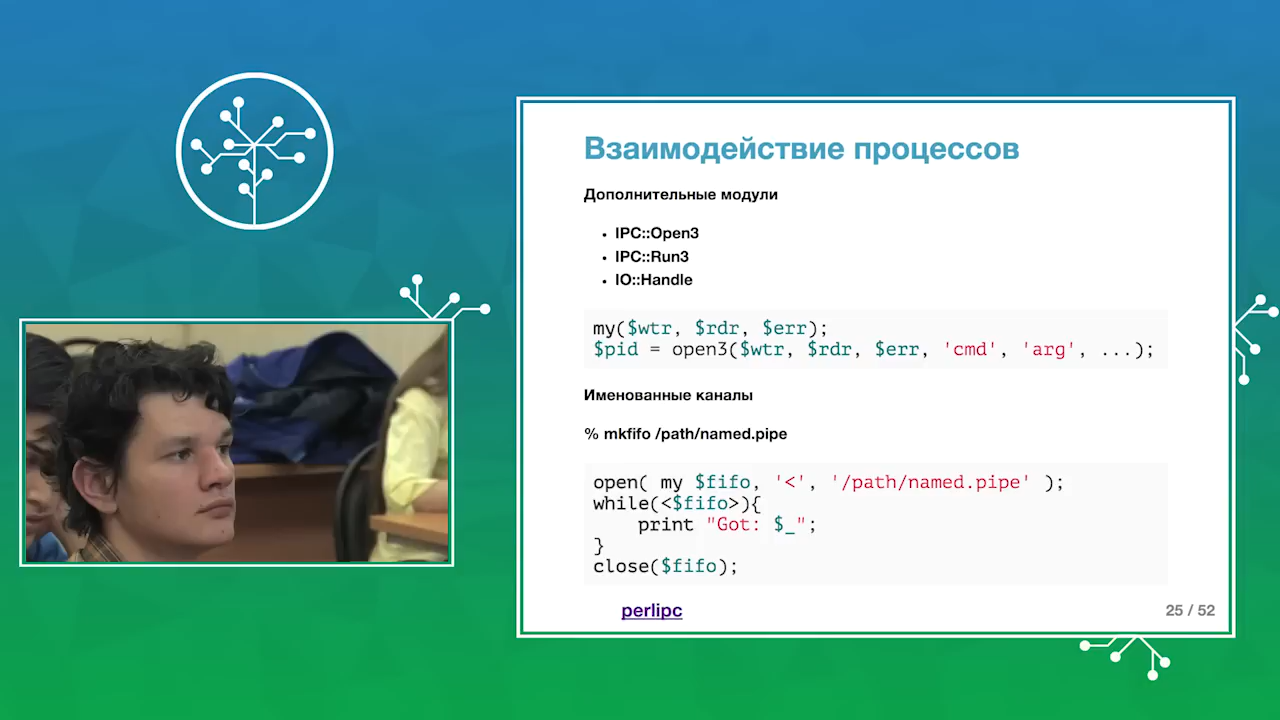 Взаимодействие процессов
Дополнительные модули
IPC::Open3
IPC::Run3
IO::Handle
my($wtr, $rdr, $err);
$pid = open3($wtr, $rdr, $err, 'cmd', 'arg', ...);
Именованные каналы
% mkfifo /path/named.pipe
open( my $fifo, '<', '/path/named.pipe' );
while(<$fifo>){
    print "Got: $_";
}
close($fifo);
perlipc
25 / 52